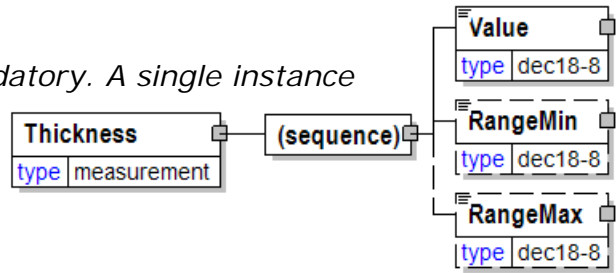 Value
type dec18-8
datory. A single instance
Thickness
type measurement
(sequence)
RangeMin
type dec18-8
RangeMax
type dec18-8